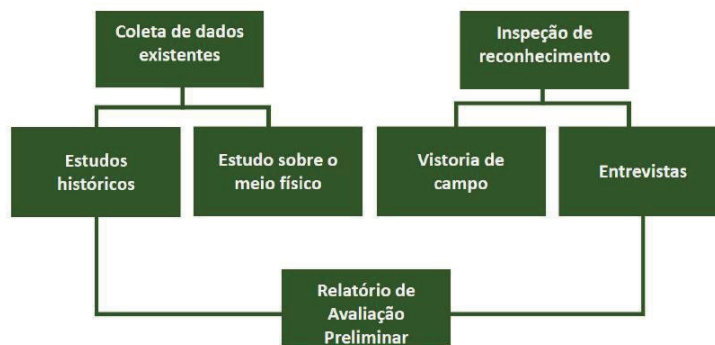 Coleta de dados
existentes
Inspeção de
reconhecimento
Estudos
históricos
Estudo sobre o
meio físico
Vistoria de
campo
Entrevistas
Relatório de
Avaliação
Preliminar